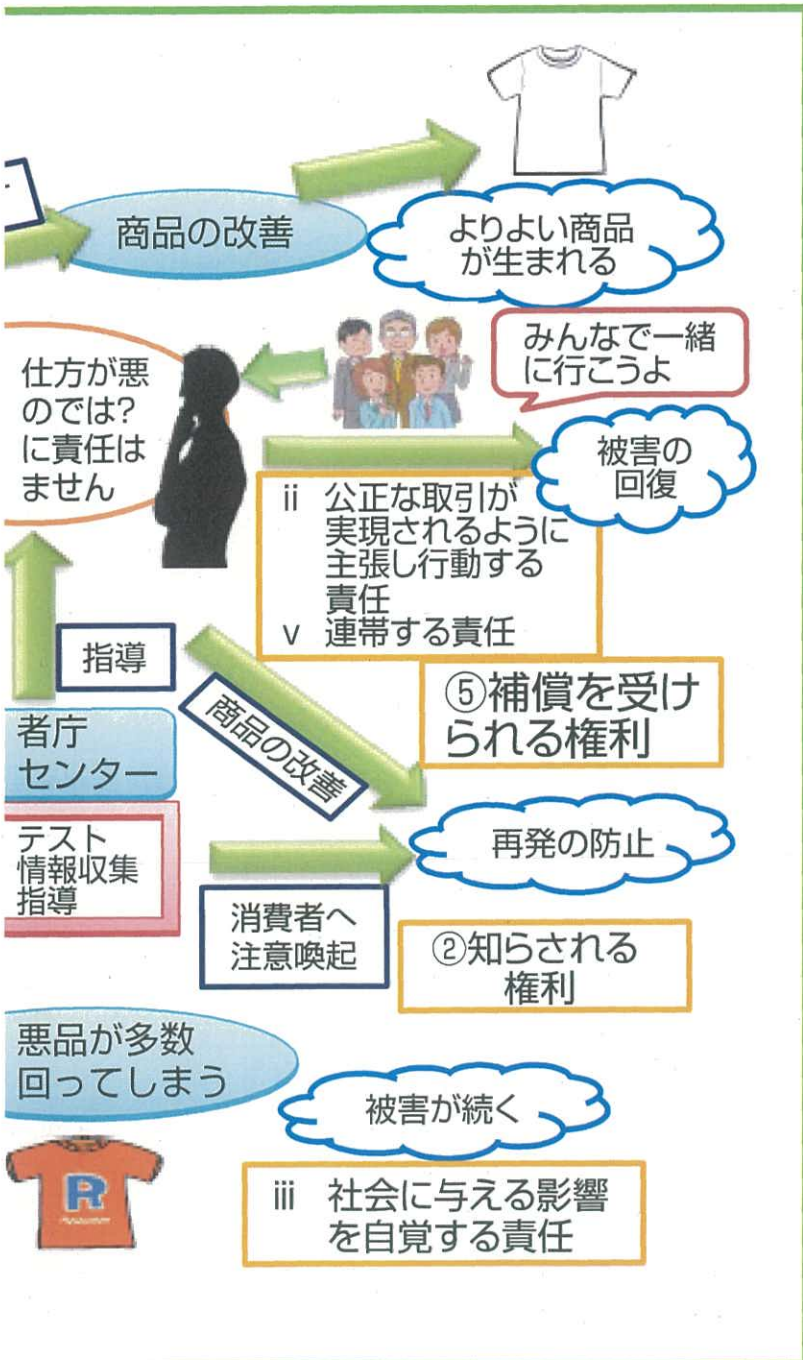 商品の改善
よりよい商品
が生まれる
みんなで一緒
に行こうよ
仕方が悪
のでは?
に責任は
ません
被害の
回復
ii 公正な取引が
実現されるように
主張し行動する
責任
v 連帯する責任
指導
⑤補償を受け
られる権利
商品の改善
者庁
センター
テスト
情報収集
指導
再発の防止
消費者へ
注意喚起
②知らされる
権利
悪品が多数
回ってしまう
被害が続く
R
iii 社会に与える影響
を自覚する責任